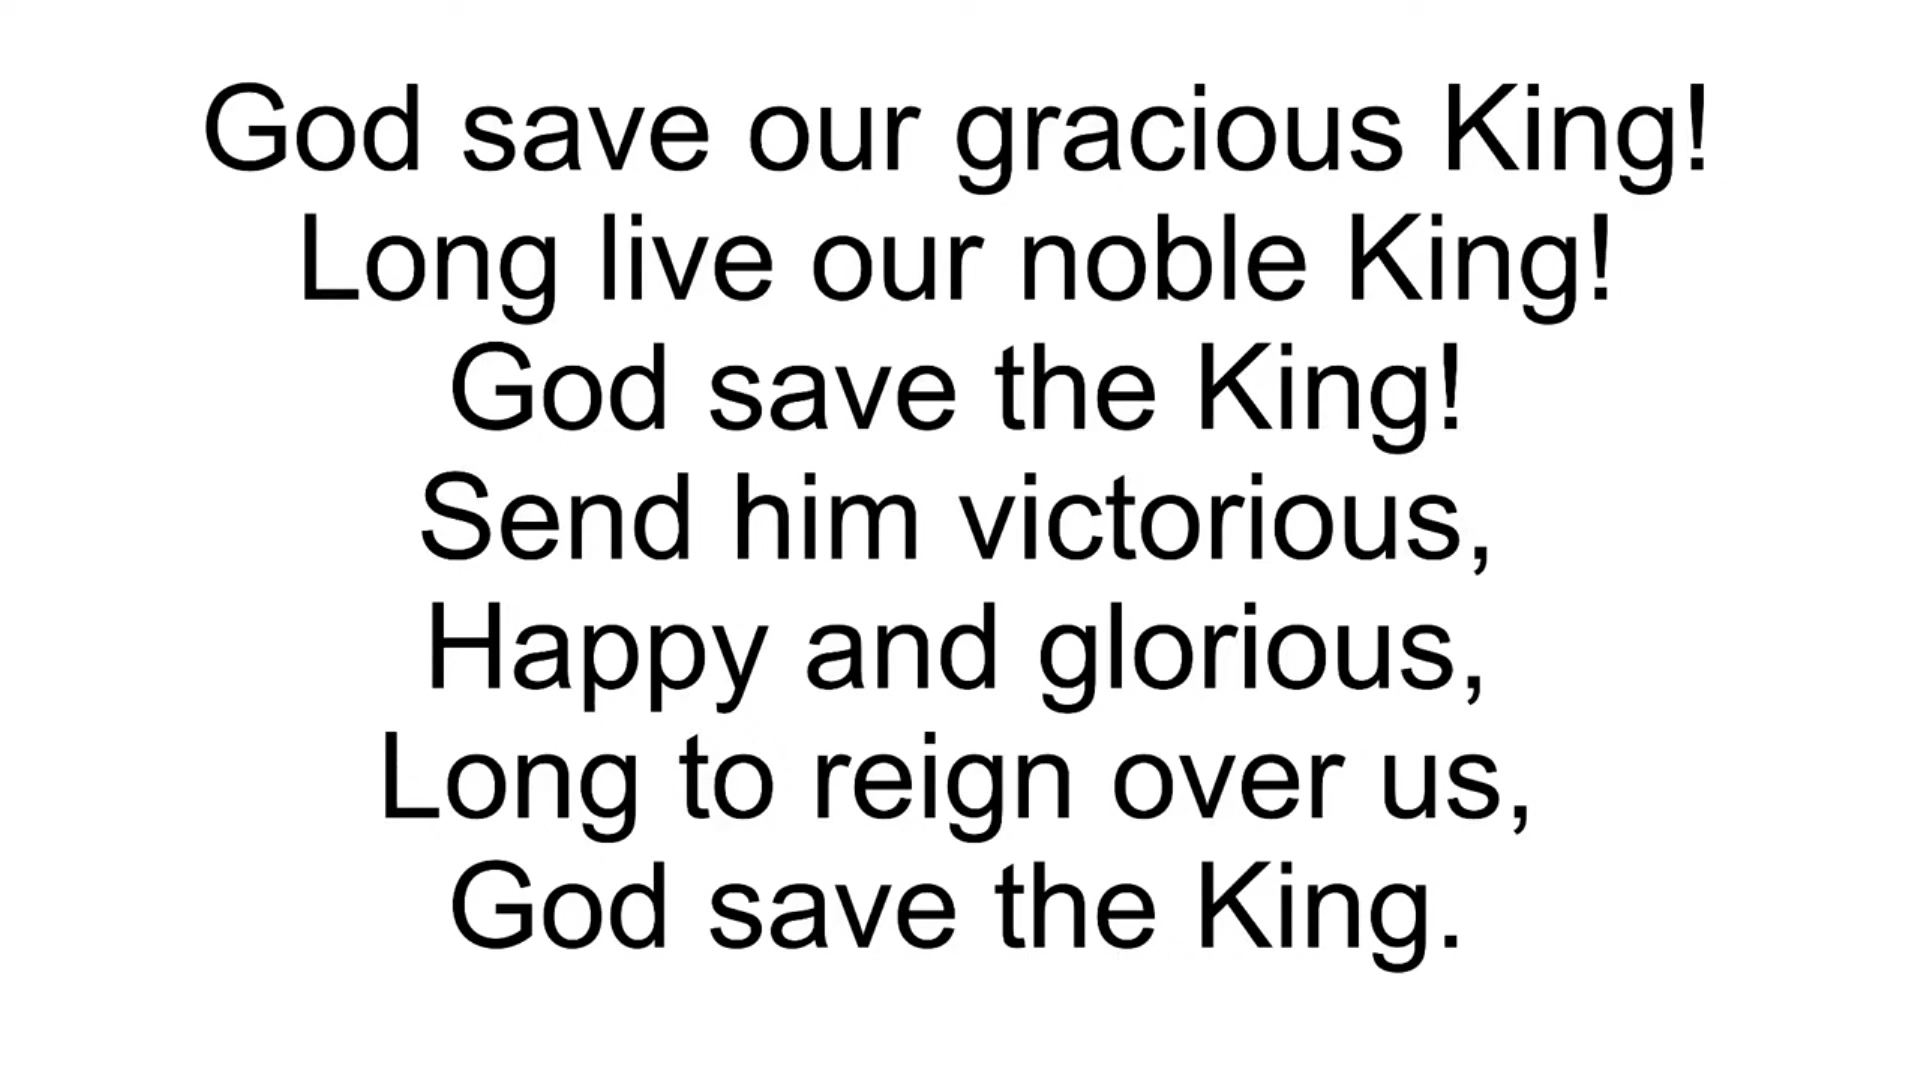 God save our gracious King!
Long live our noble King!
God save the King!
Send him victorious,
Happy and glorious,
Long to reign over us,
God save the King.